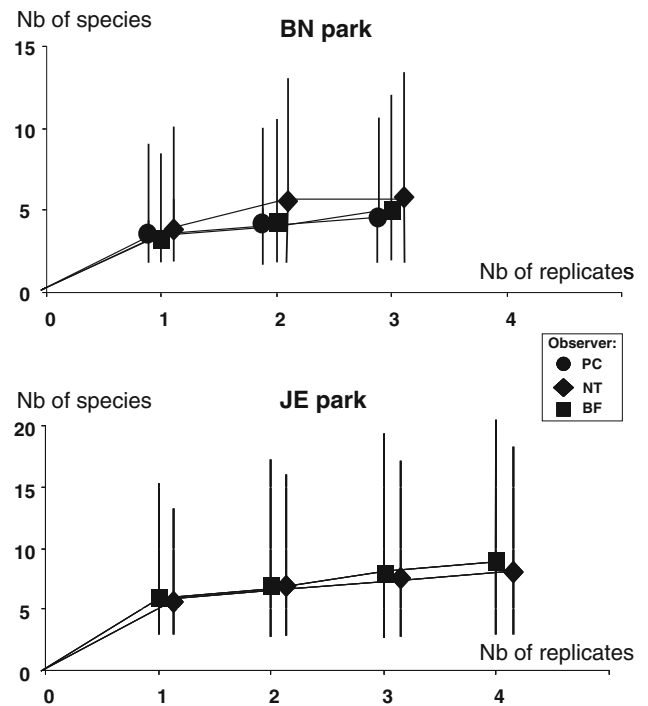 Nb of species
BN park
15
10
5
0
Nb of replicates
0 1 2 3 4
Observer:
PC
NT
BF
Nb of species
JE park
20
15
10
5
0
Nb of replicates
0 1 2 3 4